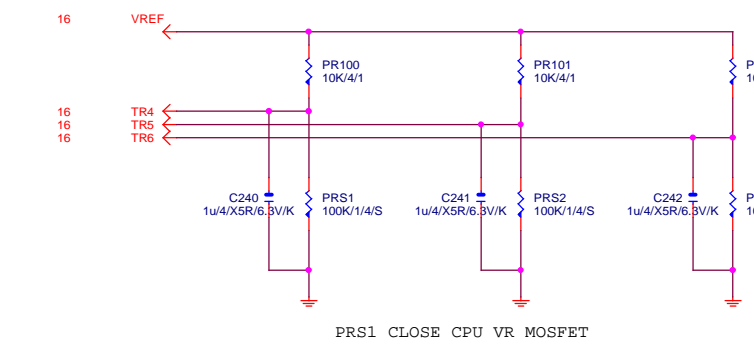 16 VREF
PR100
10K/4/1
PR101
10K/4/1
16 TR4
16 TR5
16 TR6
C240
1u/4/X5R/6.3V/K
PRS1
100K/1/4/S
C241
1u/4/X5R/6.3V/K
PRS2
100K/1/4/S
C242
1u/4/X5R/6.3V/K
PRS1 CLOSE CPU VR MOSFET